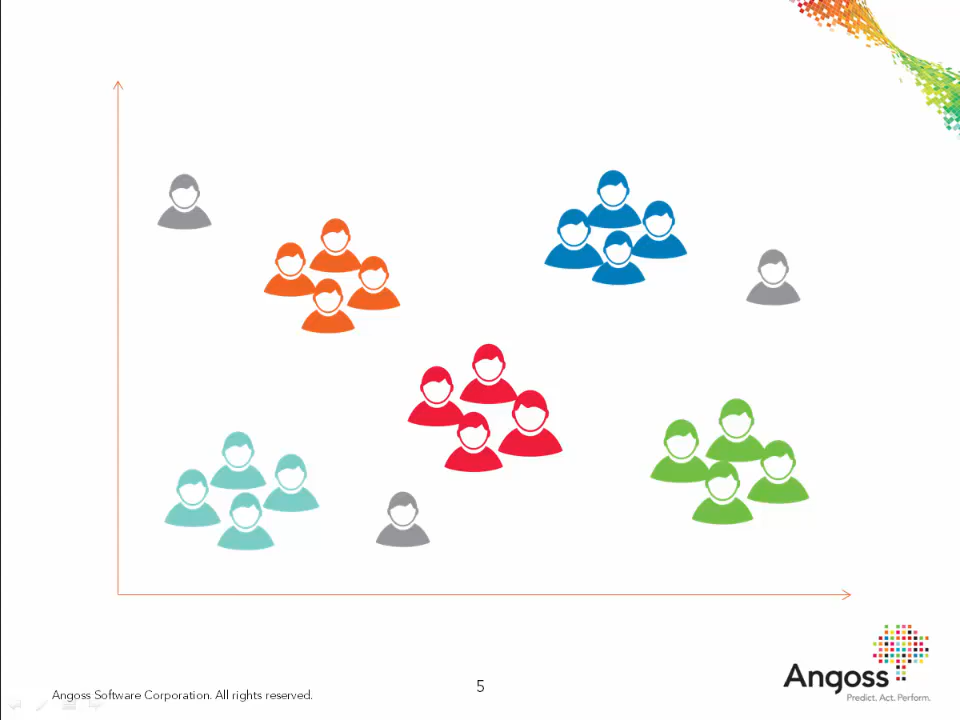 Angoss
Predict. Act. Perform.
5
Angoss Software Corporation. All rights reserved.